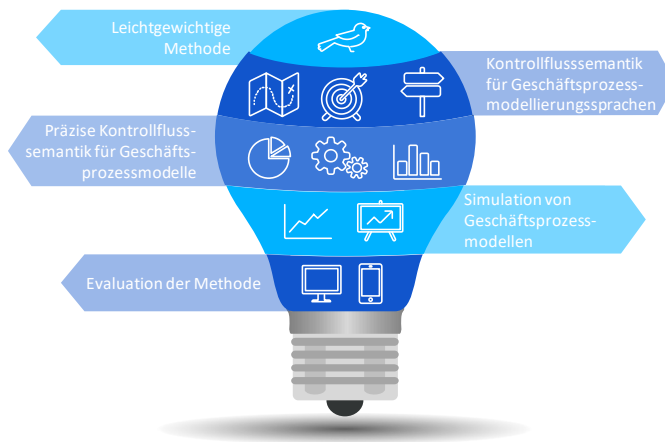 Leichtgewichtige
Methode
Kontrollflusssemantik
für Geschäftsprozess-
modellierungssprachen
Präzise Kontrollfluss-
semantik für Geschäfts-
prozessmodelle
Simulation von
Geschäftsprozess-
modellen
Evaluation der Methode